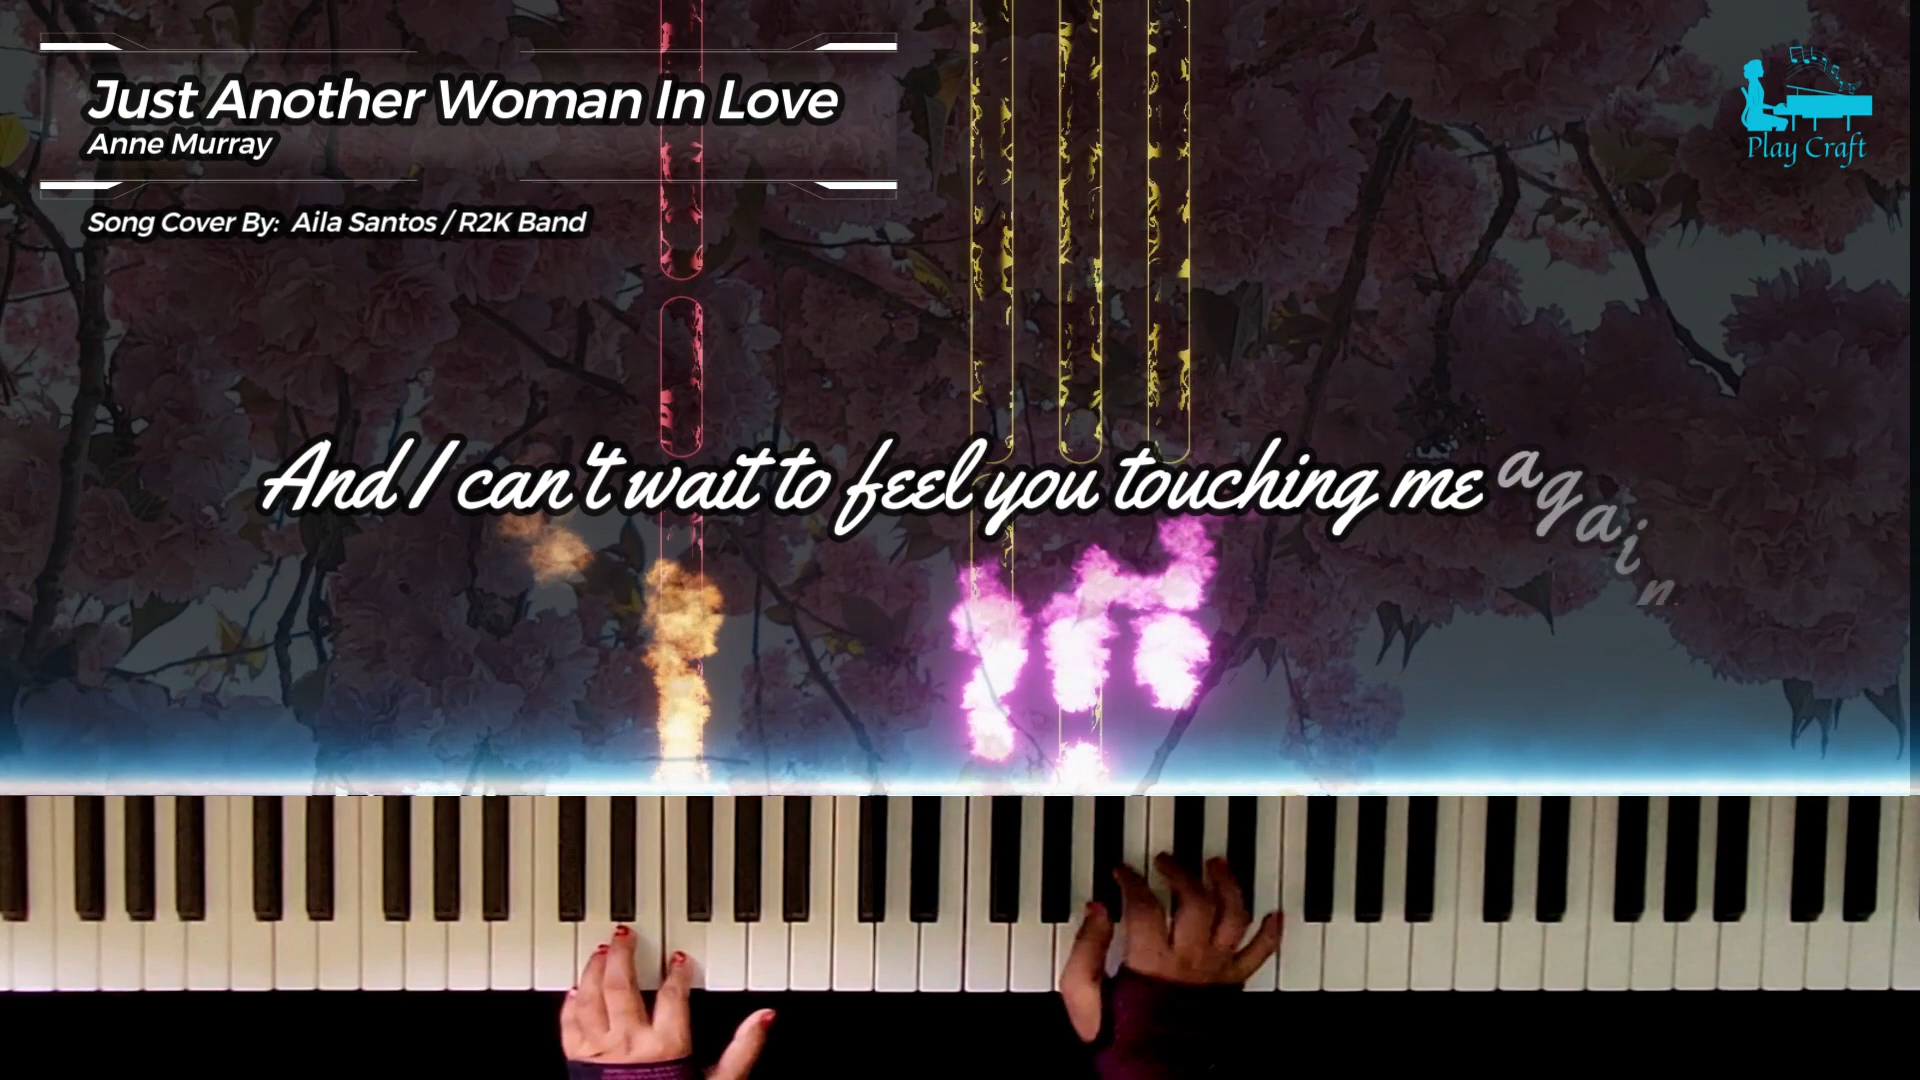 Just Another Woman In Love
Anne Murray
Song Cover By: Aila Santos / R2K Band
Play Craft
And I can't wait to feel you touching me again